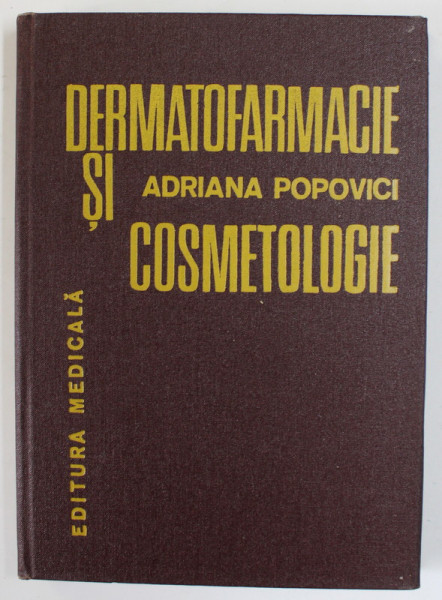 DERMATOFARMACIE
ȘI ADRIANA POPOVICI
COSMETOLOGIE
EDITURA MEDICALĂ